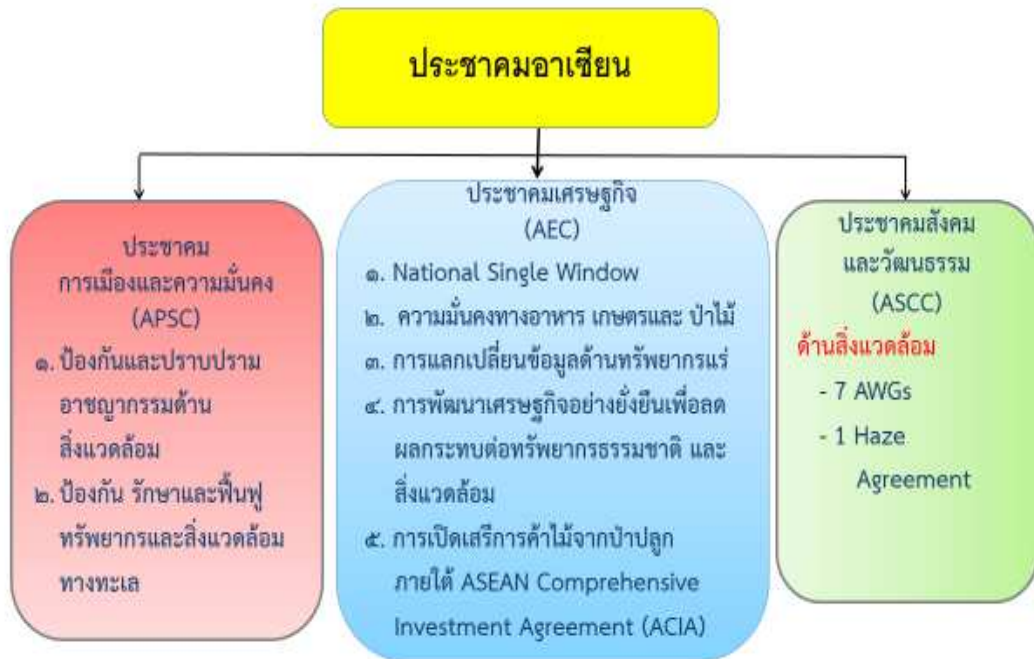 ประชาคมอาเซียน
ประชาคม
การเมืองและความมั่นคง
(APSC)
๑. ป้องกันและปราบปราม
อาชญากรรมด้าน
สิ่งแวดล้อม
๒. ป้องกัน รักษาและฟื้นฟู
ทรัพยากรและสิ่งแวดล้อม
ทางทะเล
ประชาคมเศรษฐกิจ
(AEC)
๑. National Single Window
๒. ความมั่นคงทางอาหาร เกษตรและ ป่าไม้
๓. การแลกเปลี่ยนข้อมูลด้านทรัพยากรแร่
๔. การพัฒนาเศรษฐกิจอย่างยั่งยืนเพื่อลด
ผลกระทบต่อทรัพยากรธรรมชาติ และ
สิ่งแวดล้อม
๕. การเปิดเสรีการค้าไม้จากป่าปลูก
ภายใต้ ASEAN Comprehensive
Investment Agreement (ACIA)
ประชาคมสังคม
และวัฒนธรรม
(ASCC)
ด้านสิ่งแวดล้อม
- 7 AWGs
- 1 Haze
Agreement